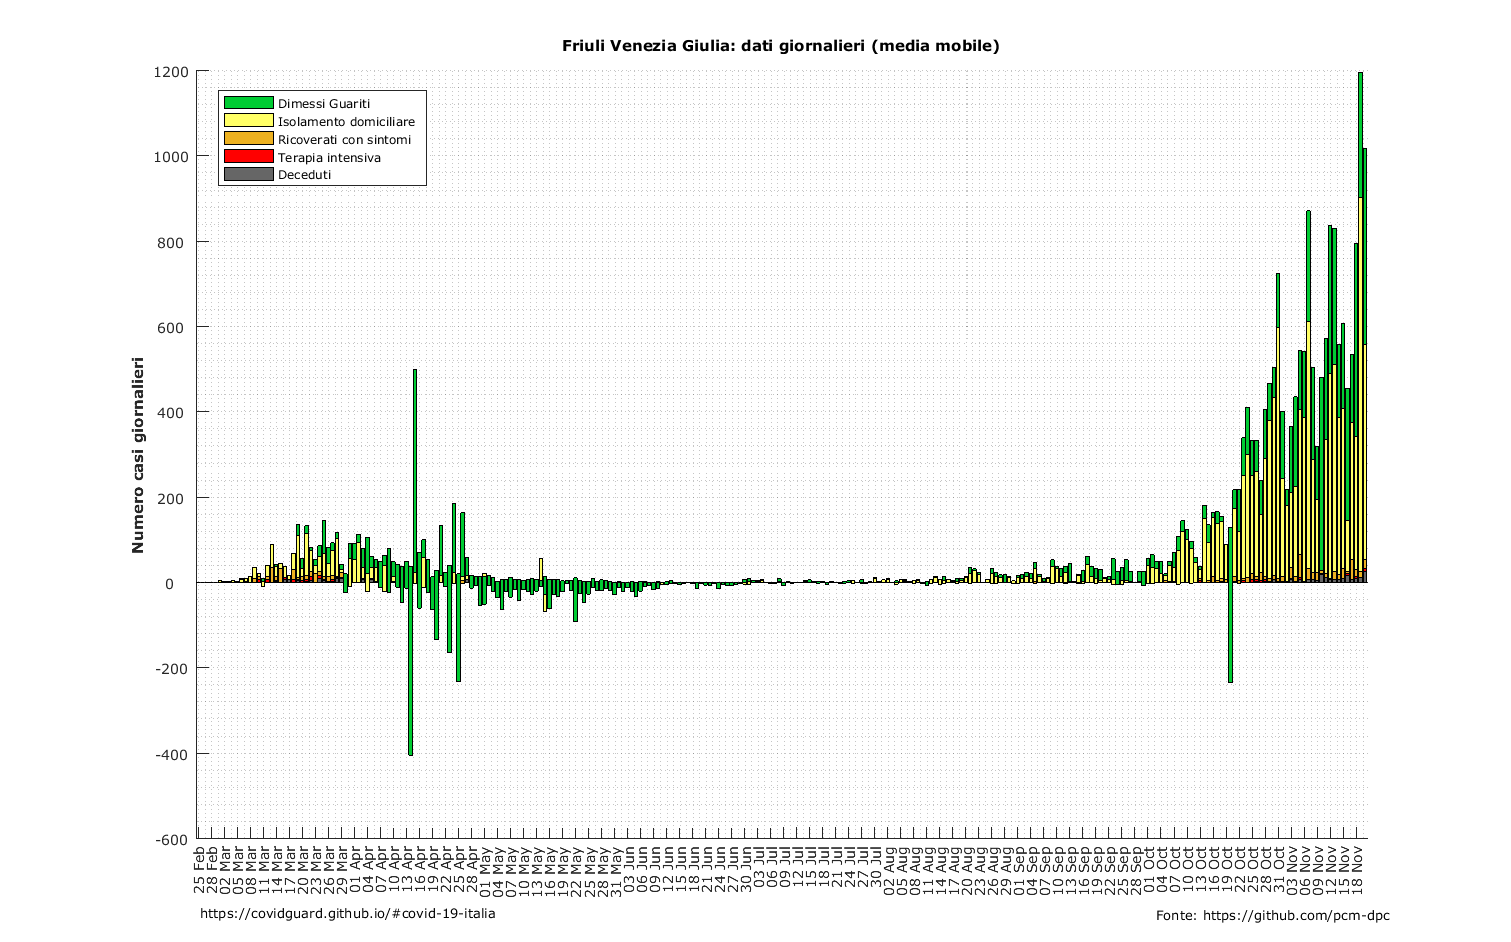 Friuli Venezia Giulia: dati giornalieri (media mobile)
1200
1000
800
600
400
200
0
-200
-400
-600
Numero casi giornalieri
Dimessi Guariti
Isolamento domiciliare
Ricoverati con sintomi
Terapia intensiva
Deceduti
25 Feb
28 Feb
02 Mar
05 Mar
08 Mar
11 Mar
14 Mar
17 Mar
20 Mar
23 Mar
26 Mar
29 Mar
01 Apr
04 Apr
07 Apr
10 Apr
13 Apr
16 Apr
19 Apr
22 Apr
25 Apr
28 Apr
01 May
04 May
07 May
10 May
13 May
16 May
19 May
22 May
25 May
28 May
31 May
03 Jun
06 Jun
09 Jun
12 Jun
15 Jun
18 Jun
21 Jun
24 Jun
27 Jun
30 Jun
03 Jul
06 Jul
09 Jul
12 Jul
15 Jul
18 Jul
21 Jul
24 Jul
27 Jul
30 Jul
02 Aug
05 Aug
08 Aug
11 Aug
14 Aug
17 Aug
20 Aug
23 Aug
26 Aug
29 Aug
01 Sep
04 Sep
07 Sep
10 Sep
13 Sep
16 Sep
19 Sep
22 Sep
25 Sep
28 Sep
01 Oct
04 Oct
07 Oct
10 Oct
13 Oct
16 Oct
19 Oct
22 Oct
25 Oct
28 Oct
31 Oct
03 Nov
06 Nov
09 Nov
12 Nov
15 Nov
18 Nov
https://covidguard.github.io/#covid-19-italia
Fonte: https://github.com/pcm-dpc